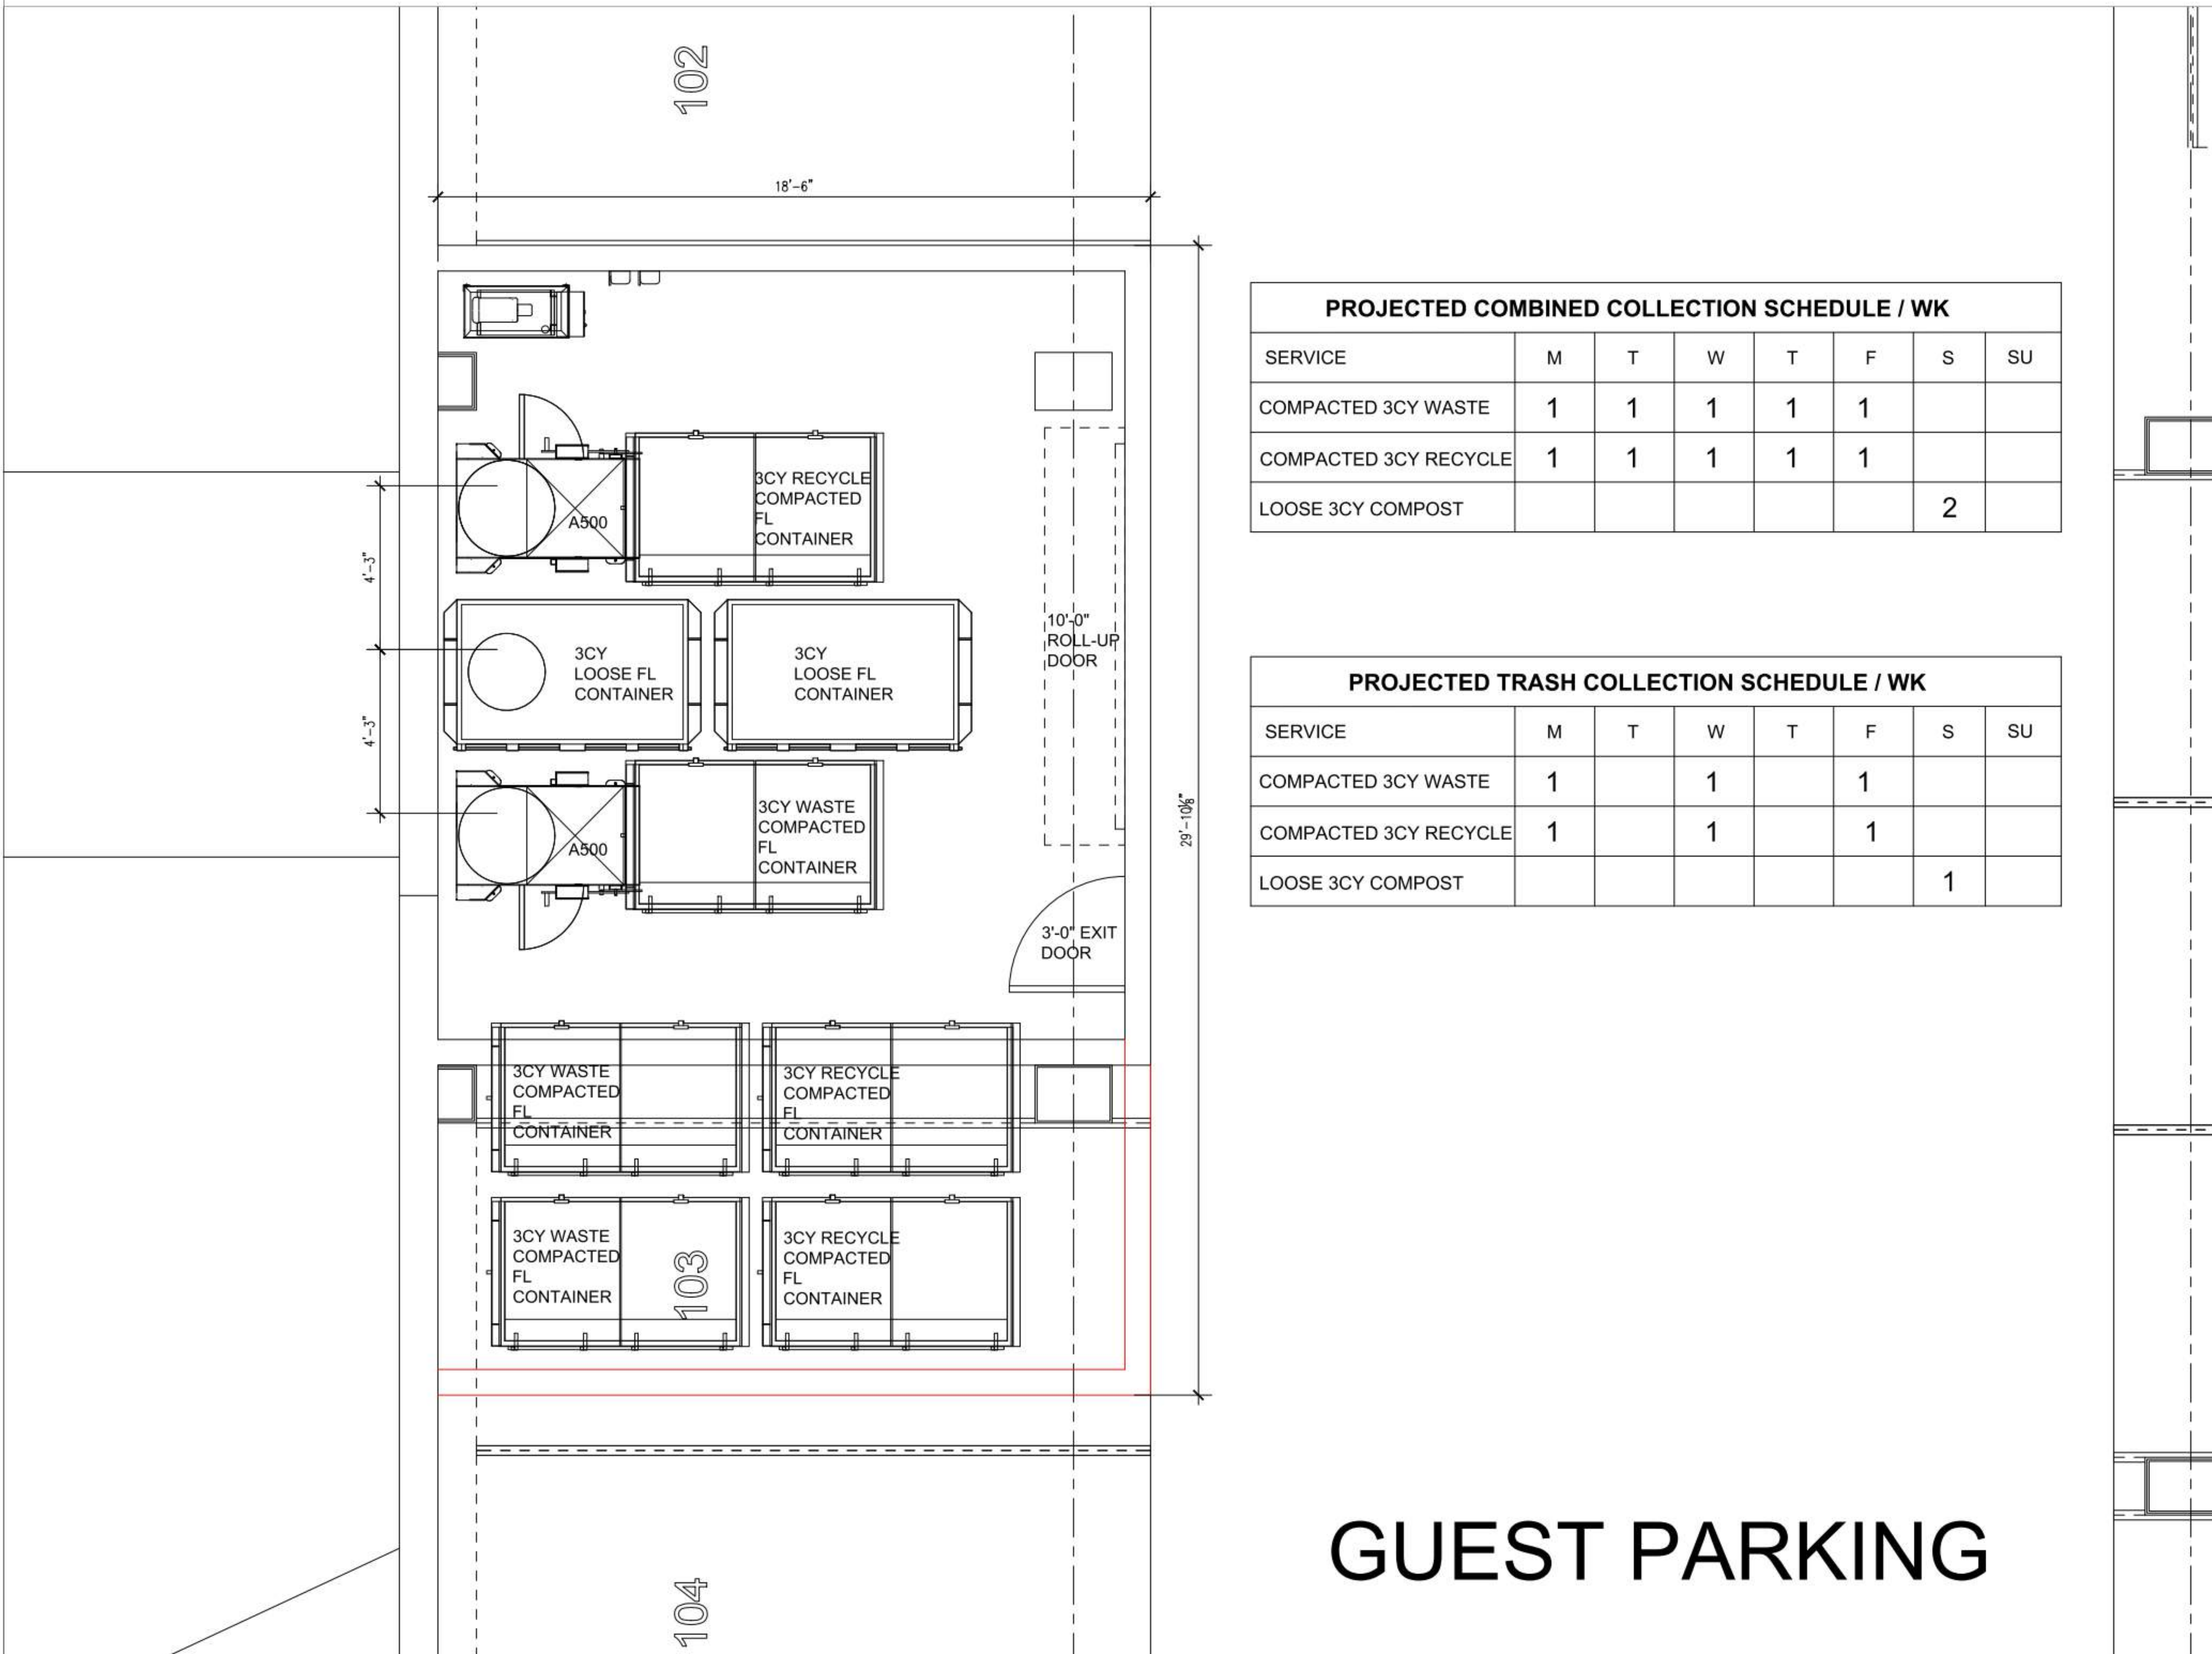 102
18'-6"
PROJECTED COMBINED COLLECTION SCHEDULE / WK
SERVICE M T W T F S SU
COMPACTED 3CY WASTE 1 1 1 1 1
COMPACTED 3CY RECYCLE 1 1 1 1 1
LOOSE 3CY COMPOST 2
A500
3CY RECYCLE
COMPACTED
FL
CONTAINER
4'-3"
3CY
LOOSE FL
CONTAINER
3CY
LOOSE FL
CONTAINER
10'-0"
ROLL-UP
DOOR
4'-3"
PROJECTED TRASH COLLECTION SCHEDULE / WK
SERVICE M T W T F S SU
COMPACTED 3CY WASTE 1 1 1
COMPACTED 3CY RECYCLE 1 1 1
LOOSE 3CY COMPOST 1
A500
3CY WASTE
COMPACTED
FL
CONTAINER
29'-10⅛"
3'-0" EXIT
DOOR
3CY WASTE
COMPACTED
FL
CONTAINER
3CY RECYCLE
COMPACTED
FL
CONTAINER
3CY WASTE
COMPACTED
FL
CONTAINER
103
3CY RECYCLE
COMPACTED
FL
CONTAINER
GUEST PARKING
104